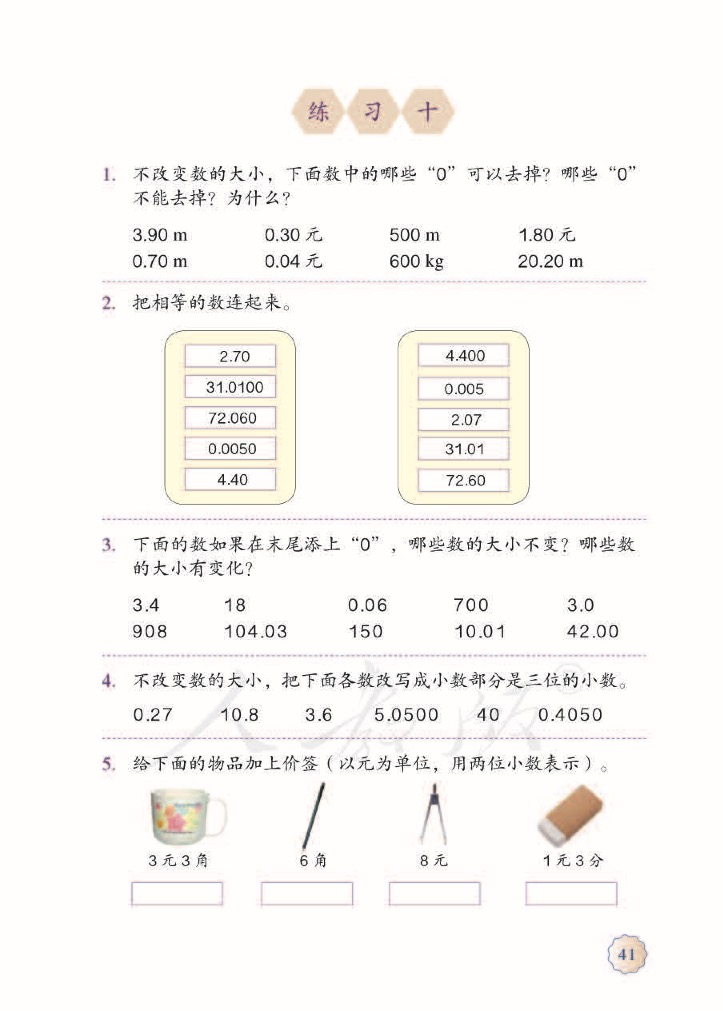 练 习 十
1. 不改变数的大小，下面数中的哪些“0”可以去掉？哪些“0”
不能去掉？为什么？
3.90 m 0.30 元 500 m 1.80 元
0.70 m 0.04 元 600 kg 20.20 m
2. 把相等的数连起来。
2.70 4.400
31.0100 0.005
72.060 2.07
0.0050 31.01
4.40 72.60
3. 下面的数如果在末尾添上“0”，哪些数的大小不变？哪些数
的大小有变化？
3.4 18 0.06 700 3.0
908 104.03 150 10.01 42.00
4. 不改变数的大小，把下面各数改写成小数部分是三位的小数。
0.27 10.8 3.6 5.0500 40 0.4050
5. 给下面的物品加上价签（以元为单位，用两位小数表示）。
3 元 3 角 6 角 8 元 1 元 3 分
41